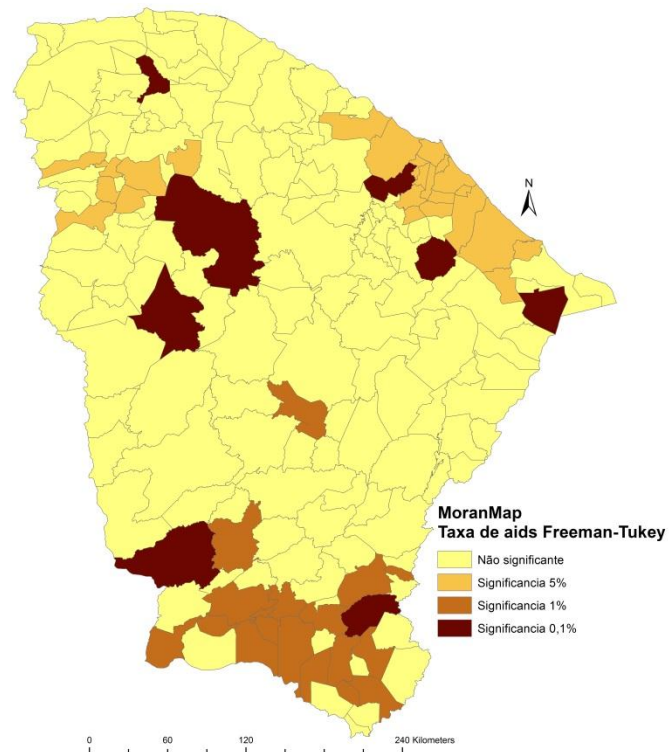 N
MoranMap
Taxa de aids Freeman-Tukey
Não significante
Significancia 5%
Significancia 1%
Significancia 0,1%
0 60 120 240 Kilometers